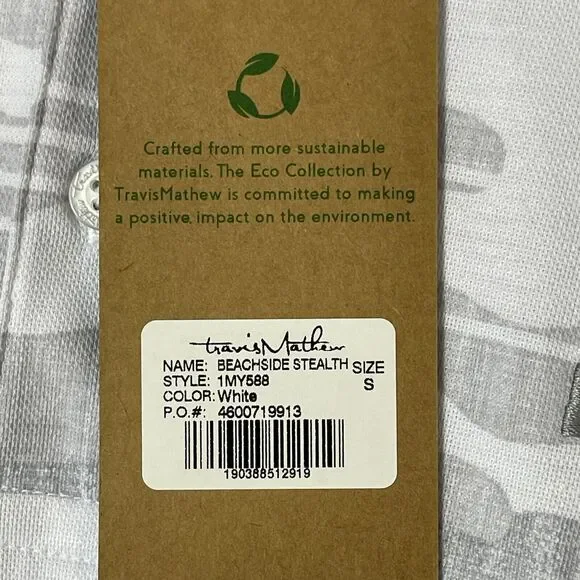 Crafted from more sustainable
materials. The Eco Collection by
TravisMathew is committed to making
a positive impact on the environment.
travisMathew
NAME: BEACHSIDE STEALTH SIZE
STYLE: 1MY588 S
COLOR: White
P.O.#: 4600719913
190388512919